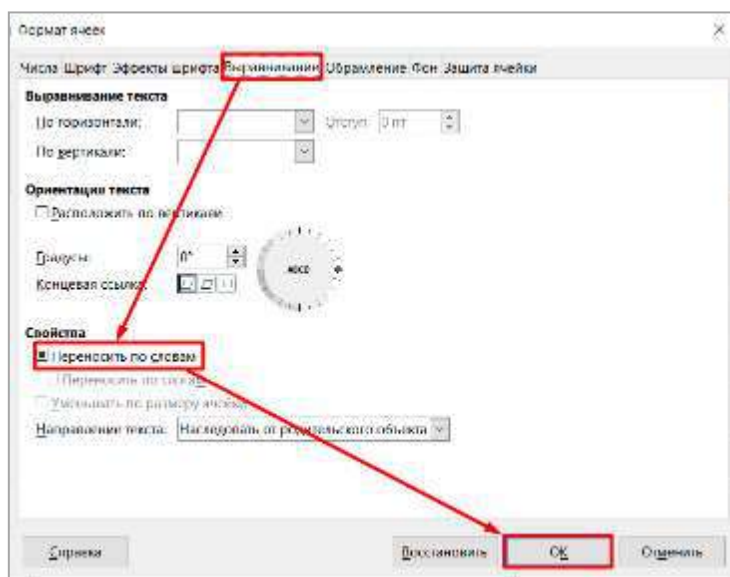 Формат ячеек
Числа Шрифт Эффекты шрифта Выравнивание Обрамление Фон Защита ячейки
Выравнивание текста
По горизонтали: Отступ: 0 пт
По вертикали:
Ориентация текста
Расположить по вертикали
Градусы: 0°
ABCD
Концевая ссылка:
Свойства
Переносить по словам
Переносить по слогам
Уменьшать по размеру ячейки
Направление текста: Наследовать от родительского объекта
Справка Восстановить ОК Отменить